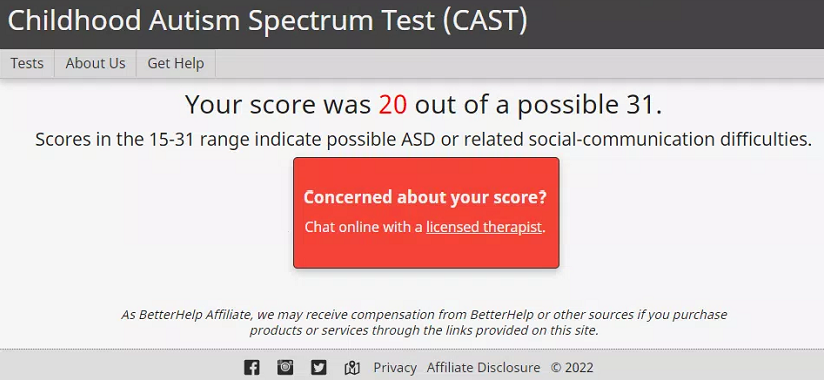 Childhood Autism Spectrum Test (CAST)
Tests About Us Get Help
Your score was 20 out of a possible 31.
Scores in the 15-31 range indicate possible ASD or related social-communication difficulties.
Concerned about your score?
Chat online with a licensed therapist.
As BetterHelp Affiliate, we may receive compensation from BetterHelp or other sources if you purchase
products or services through the links provided on this site.
Privacy Affiliate Disclosure © 2022